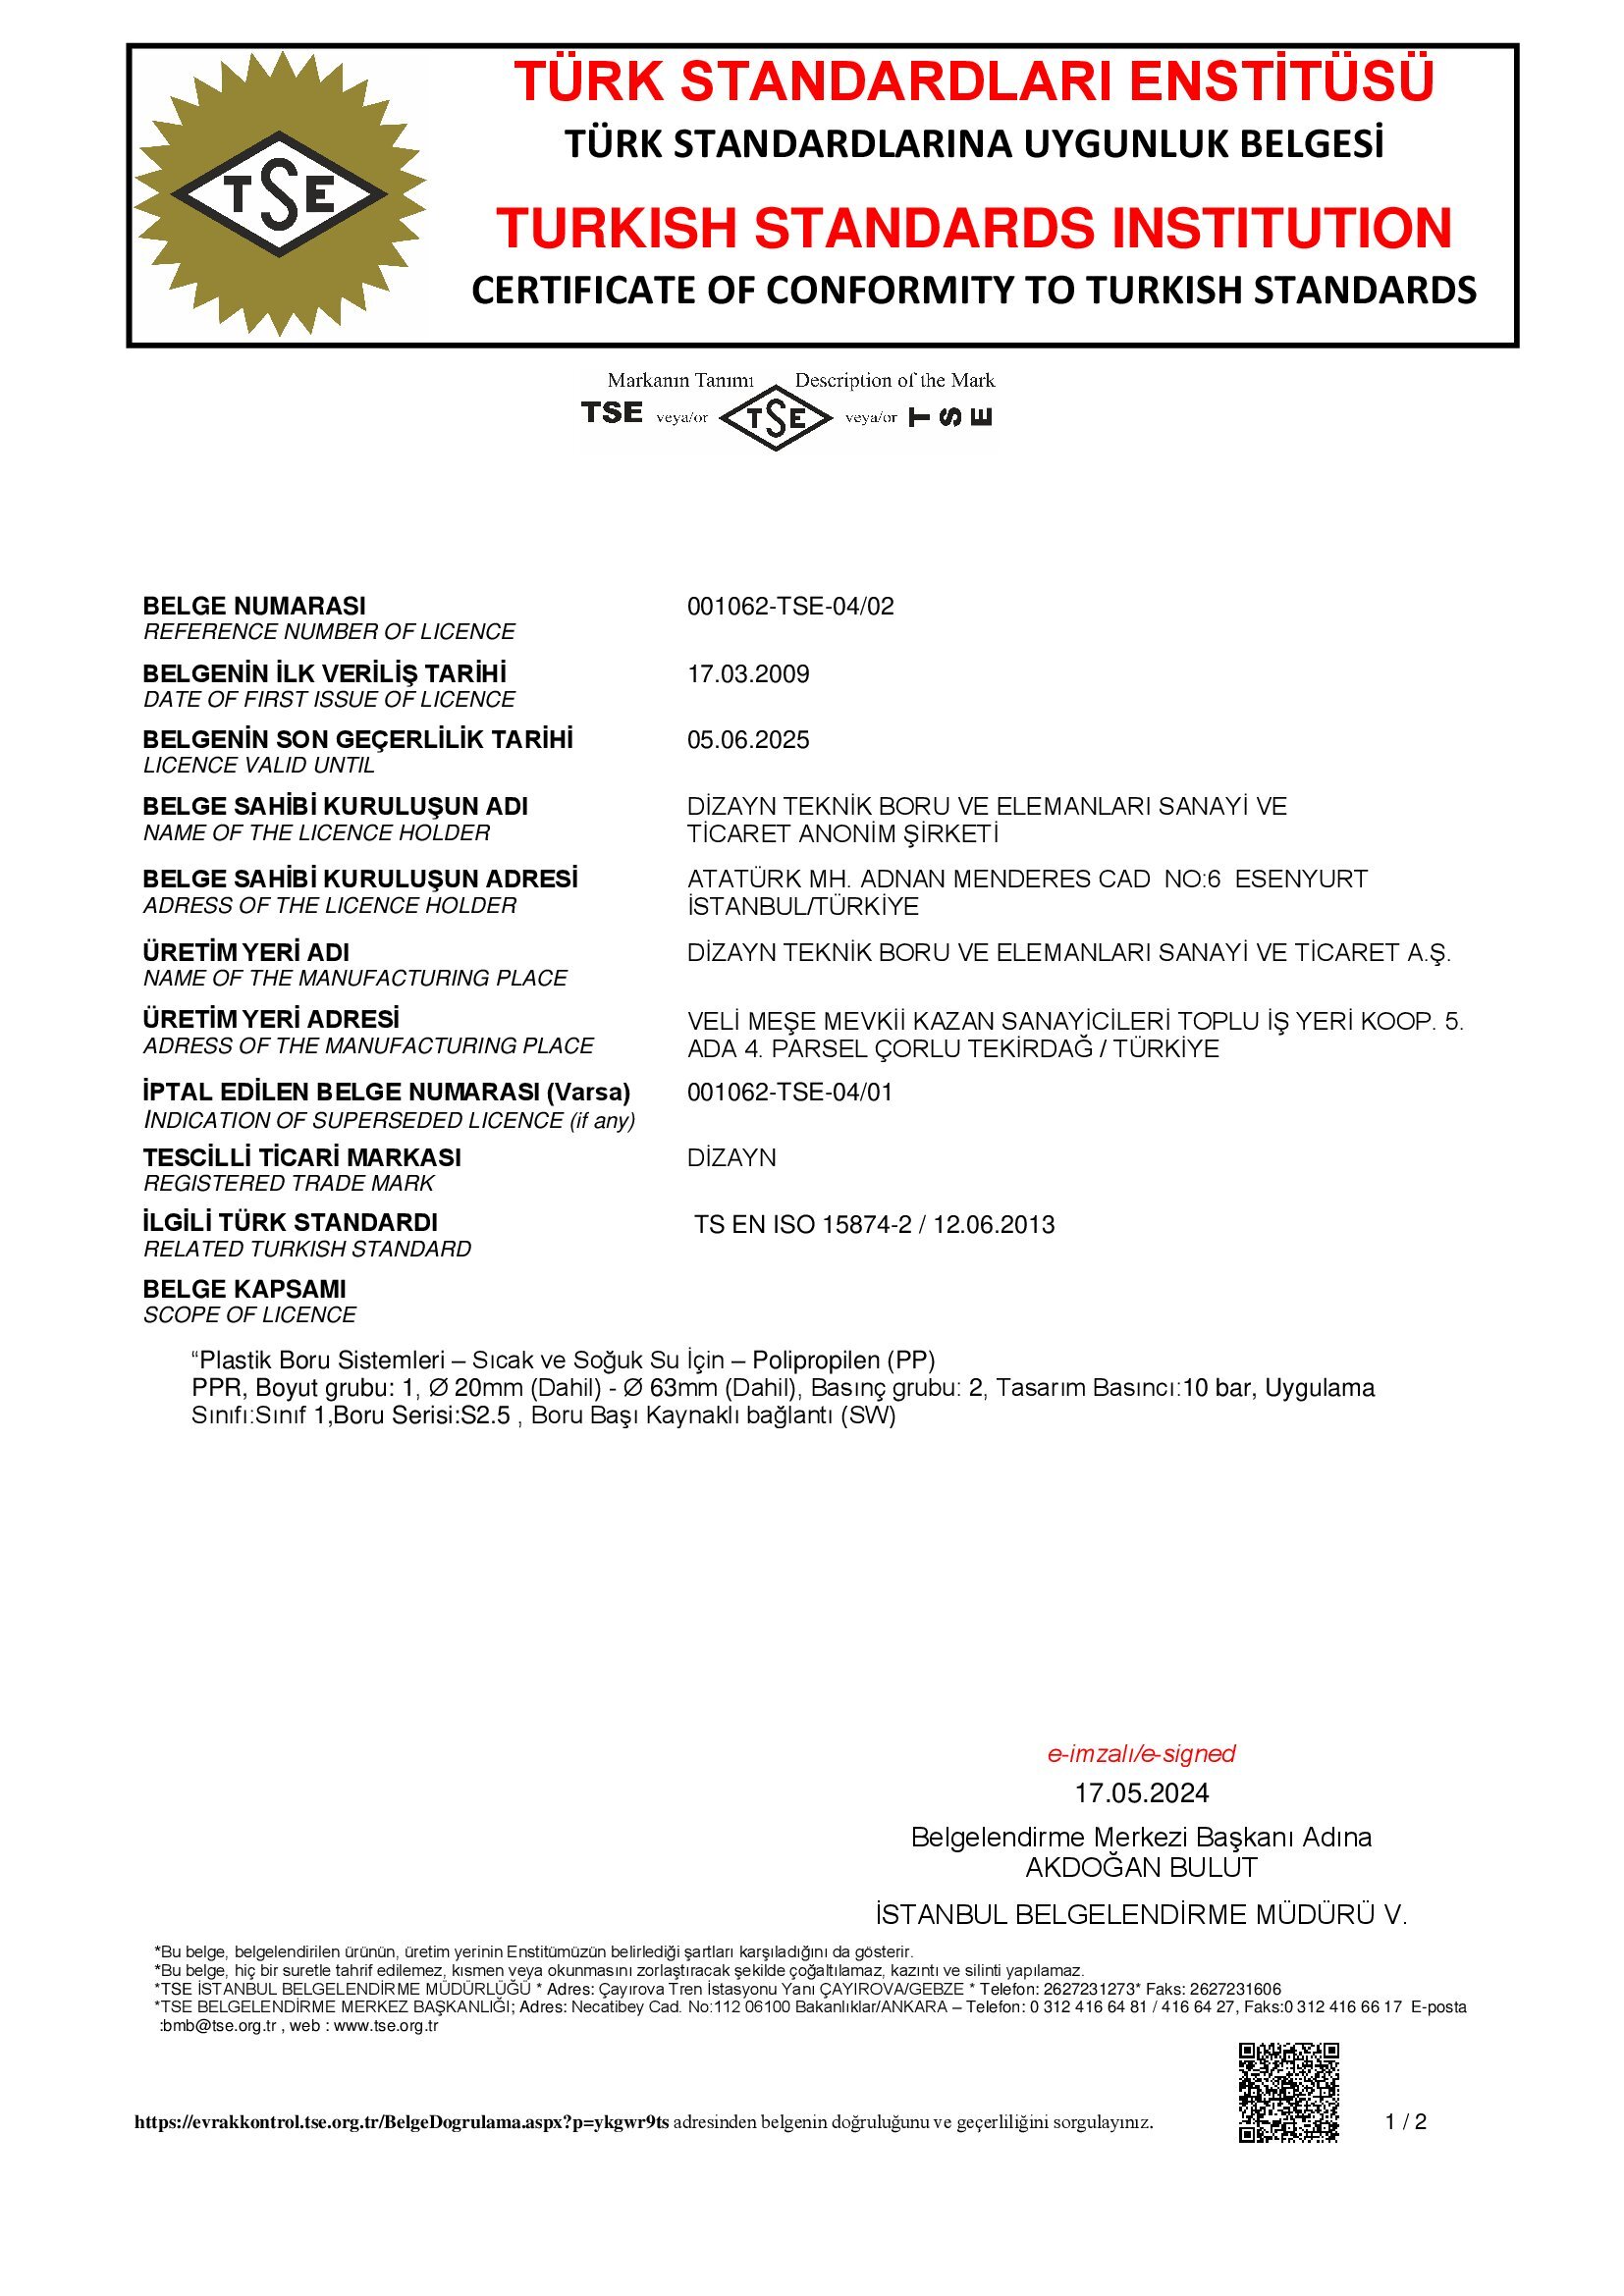 TÜRK STANDARDLARI ENSTİTÜSÜ
TÜRK STANDARDLARINA UYGUNLUK BELGESİ
TURKISH STANDARDS INSTITUTION
CERTIFICATE OF CONFORMITY TO TURKISH STANDARDS
TSE
Markanın Tanımı Description of the Mark
TSE veya/or TSE veya/or TSE
BELGE NUMARASI 001062-TSE-04/02
REFERENCE NUMBER OF LICENCE
BELGENİN İLK VERİLİŞ TARİHİ 17.03.2009
DATE OF FIRST ISSUE OF LICENCE
BELGENİN SON GEÇERLİLİK TARİHİ 05.06.2025
LICENCE VALID UNTIL
BELGE SAHİBİ KURULUŞUN ADI DİZAYN TEKNİK BORU VE ELEMANLARI SANAYİ VE
NAME OF THE LICENCE HOLDER TİCARET ANONİM ŞİRKETİ
BELGE SAHİBİ KURULUŞUN ADRESİ ATATÜRK MH. ADNAN MENDERES CAD NO:6 ESENYURT
ADRESS OF THE LICENCE HOLDER İSTANBUL/TÜRKİYE
ÜRETİM YERİ ADI DİZAYN TEKNİK BORU VE ELEMANLARI SANAYİ VE TİCARET A.Ş.
NAME OF THE MANUFACTURING PLACE
ÜRETİM YERİ ADRESİ VELİ MEŞE MEVKİİ KAZAN SANAYİCİLERİ TOPLU İŞ YERİ KOOP. 5.
ADRESS OF THE MANUFACTURING PLACE ADA 4. PARSEL ÇORLU TEKİRDAĞ / TÜRKİYE
İPTAL EDİLEN BELGE NUMARASI (Varsa) 001062-TSE-04/01
INDICATION OF SUPERSEDED LICENCE (if any)
TESCİLLİ TİCARİ MARKASI DİZAYN
REGISTERED TRADE MARK
İLGİLİ TÜRK STANDARDI TS EN ISO 15874-2 / 12.06.2013
RELATED TURKISH STANDARD
BELGE KAPSAMI
SCOPE OF LICENCE
“Plastik Boru Sistemleri – Sıcak ve Soğuk Su İçin – Polipropilen (PP)
PPR, Boyut grubu: 1, Ø 20mm (Dahil) - Ø 63mm (Dahil), Basınç grubu: 2, Tasarım Basıncı:10 bar, Uygulama
Sınıfı:Sınıf 1,Boru Serisi:S2.5 , Boru Başı Kaynaklı bağlantı (SW)
e-imzalı/e-signed
17.05.2024
Belgelendirme Merkezi Başkanı Adına
AKDOĞAN BULUT
İSTANBUL BELGELENDİRME MÜDÜRÜ V.
*Bu belge, belgelendirilen ürünün, üretim yerinin Enstitümüzün belirlediği şartları karşıladığını da gösterir.
*Bu belge, hiç bir suretle tahrif edilemez, kısmen veya okunmasını zorlaştıracak şekilde çoğaltılamaz, kazıntı ve silinti yapılamaz.
*TSE İSTANBUL BELGELENDİRME MÜDÜRLÜĞÜ * Adres: Çayırova Tren İstasyonu Yanı ÇAYIROVA/GEBZE * Telefon: 2627231273* Faks: 2627231606
*TSE BELGELENDİRME MERKEZ BAŞKANLIĞI; Adres: Necatibey Cad. No:112 06100 Bakanlıklar/ANKARA – Telefon: 0 312 416 64 81 / 416 64 27, Faks:0 312 416 66 17 E-posta
:bmb@tse.org.tr , web : www.tse.org.tr
https://evrakkontrol.tse.org.tr/BelgeDogrulama.aspx?p=ykgwr9ts adresinden belgenin doğruluğunu ve geçerliliğini sorgulayınız. 1 / 2